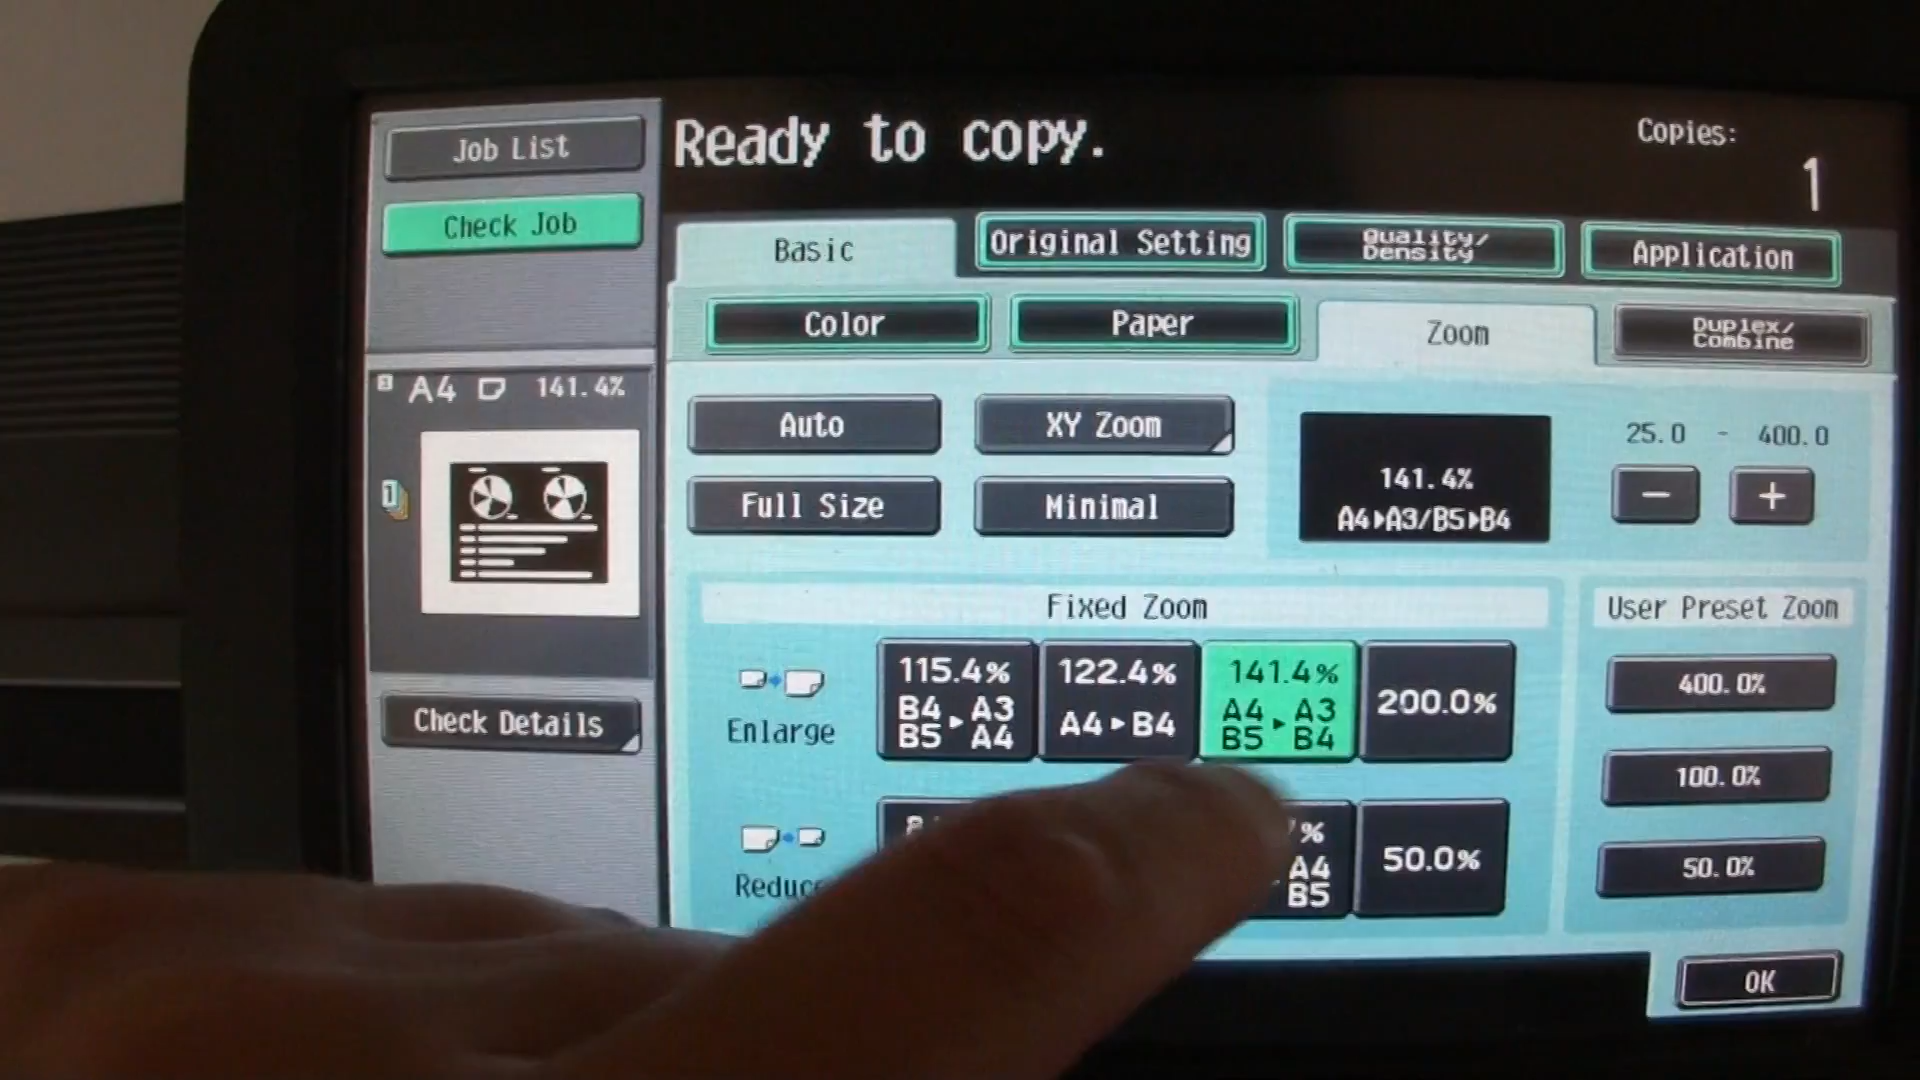 Job List
Check Job
A4 141.4%
1
Check Details
Ready to copy.
Copies:
1
Basic
Original Setting
Quality/
Density
Application
Color
Paper
Zoom
Duplex/
Combine
Auto
XY Zoom
Full Size
Minimal
141.4%
A4▸A3/B5▸B4
25.0 - 400.0
−
+
Fixed Zoom
Enlarge
115.4%
B4 ▸ A3
B5 A4
122.4%
A4▸B4
141.4%
A4 ▸ A3
B5 B4
200.0%
Reduce
%
A4
B5
50.0%
User Preset Zoom
400.0%
100.0%
50.0%
OK